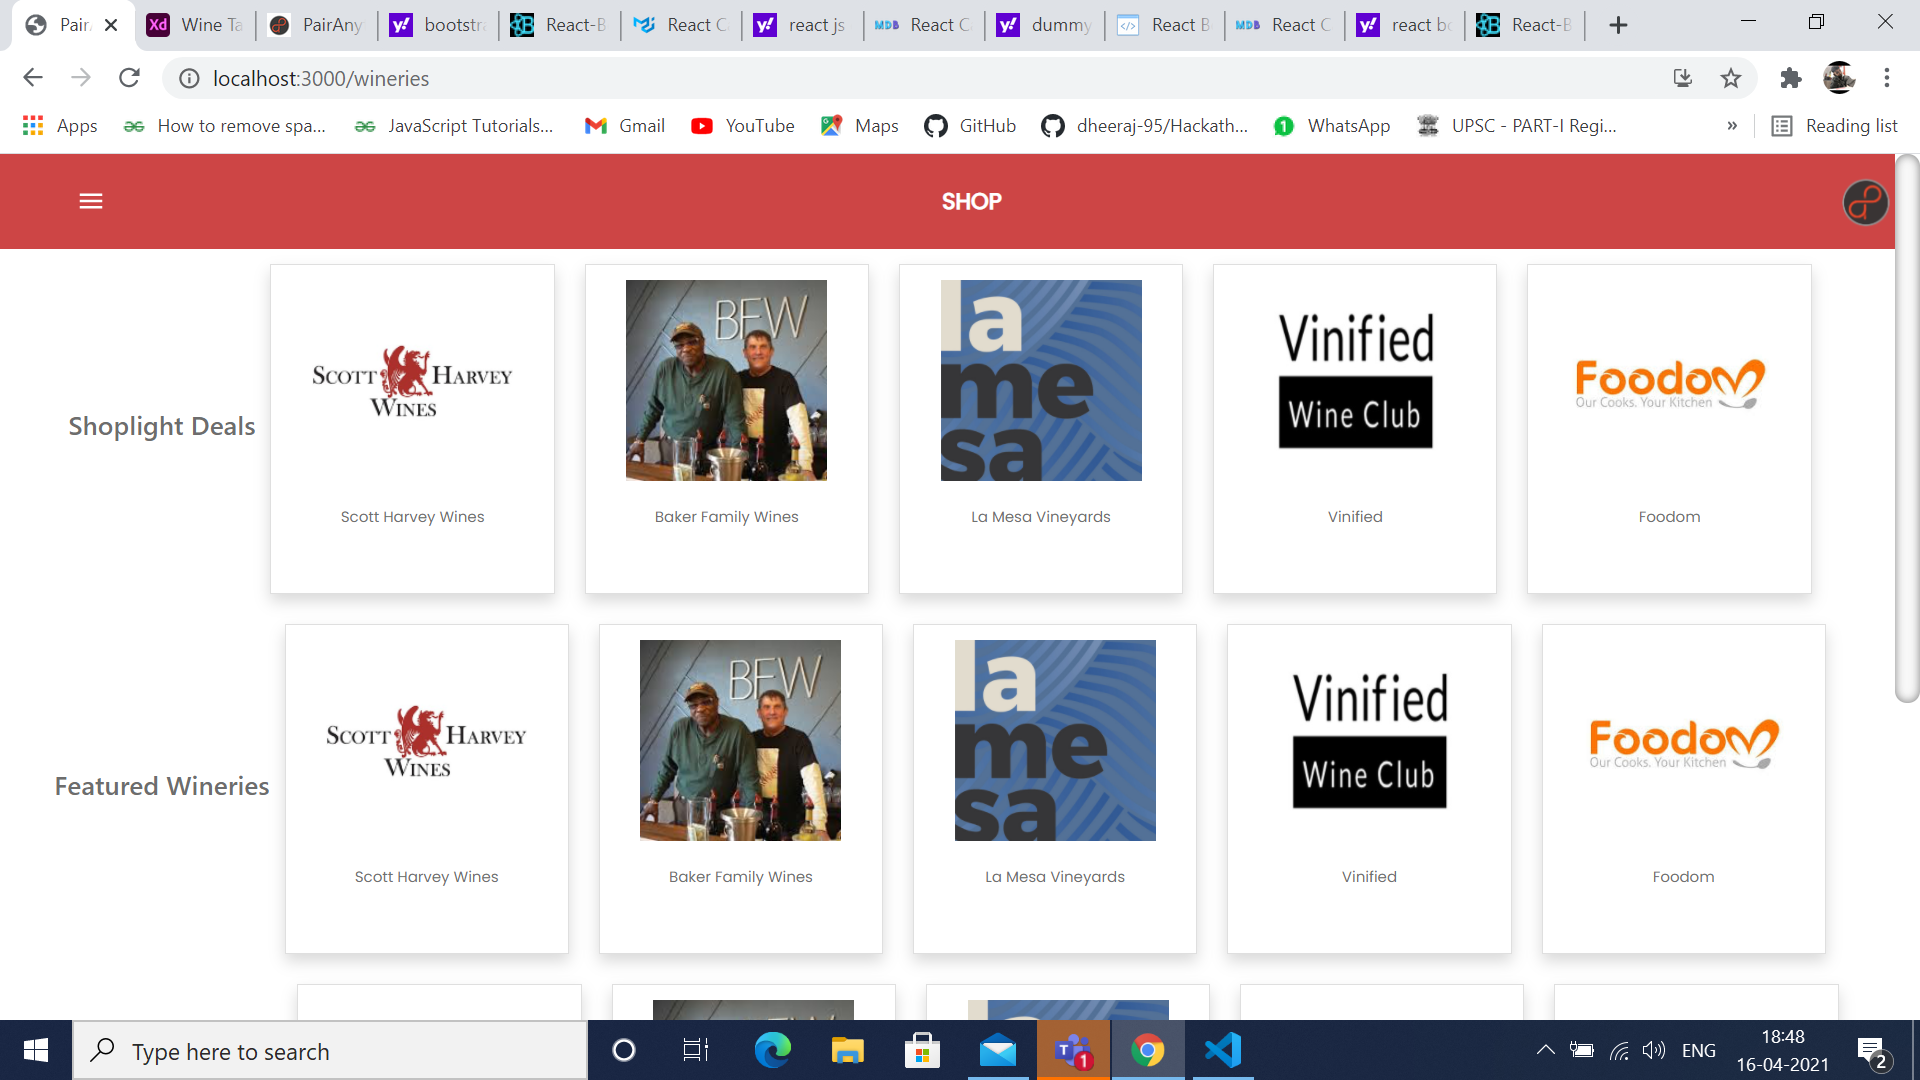 Pair
Wine Ta
PairAny
bootstra
React-B
React C
react js
React C
dummy
React B
React C
react bo
React-B
localhost:3000/wineries
Apps
How to remove spa...
JavaScript Tutorials...
Gmail
YouTube
Maps
GitHub
dheeraj-95/Hackath...
WhatsApp
UPSC - PART-I Regi...
»
Reading list
SHOP
Shoplight Deals
SCOTT HARVEY
WINES
Scott Harvey Wines
BFW
Baker Family Wines
la
me
sa
La Mesa Vineyards
Vinified
Wine Club
Vinified
Foodom
Our Cooks. Your Kitchen
Foodom
Featured Wineries
SCOTT HARVEY
WINES
Scott Harvey Wines
BFW
Baker Family Wines
la
me
sa
La Mesa Vineyards
Vinified
Wine Club
Vinified
Foodom
Our Cooks. Your Kitchen
Foodom
Type here to search
1
ENG
18:48
16-04-2021
2